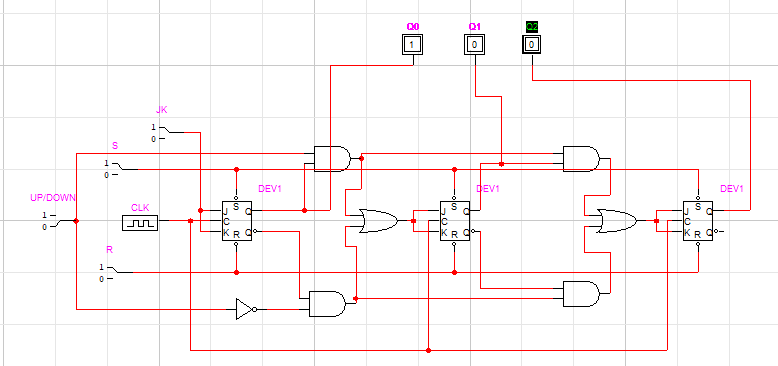 Q0 Q1 Q2
1 0 0
JK
1
0
S
1
0
DEV1 DEV1 DEV1
UP/DOWN
1
0
CLK
S S S
J Q J Q J Q
C C C
K R Q K R Q K R Q
R
1
0